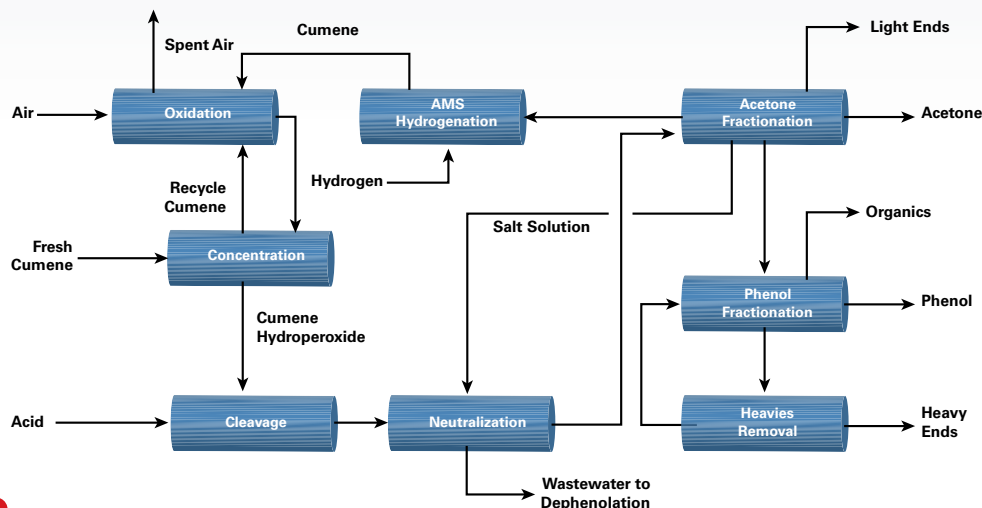 Cumene
Light Ends
Spent Air
Air
Oxidation
AMS
Hydrogenation
Acetone
Fractionation
Acetone
Hydrogen
Recycle
Cumene
Salt Solution
Organics
Fresh
Cumene
Concentration
Phenol
Fractionation
Phenol
Cumene
Hydroperoxide
Acid
Cleavage
Neutralization
Heavies
Removal
Heavy
Ends
Wastewater to
Dephenolation